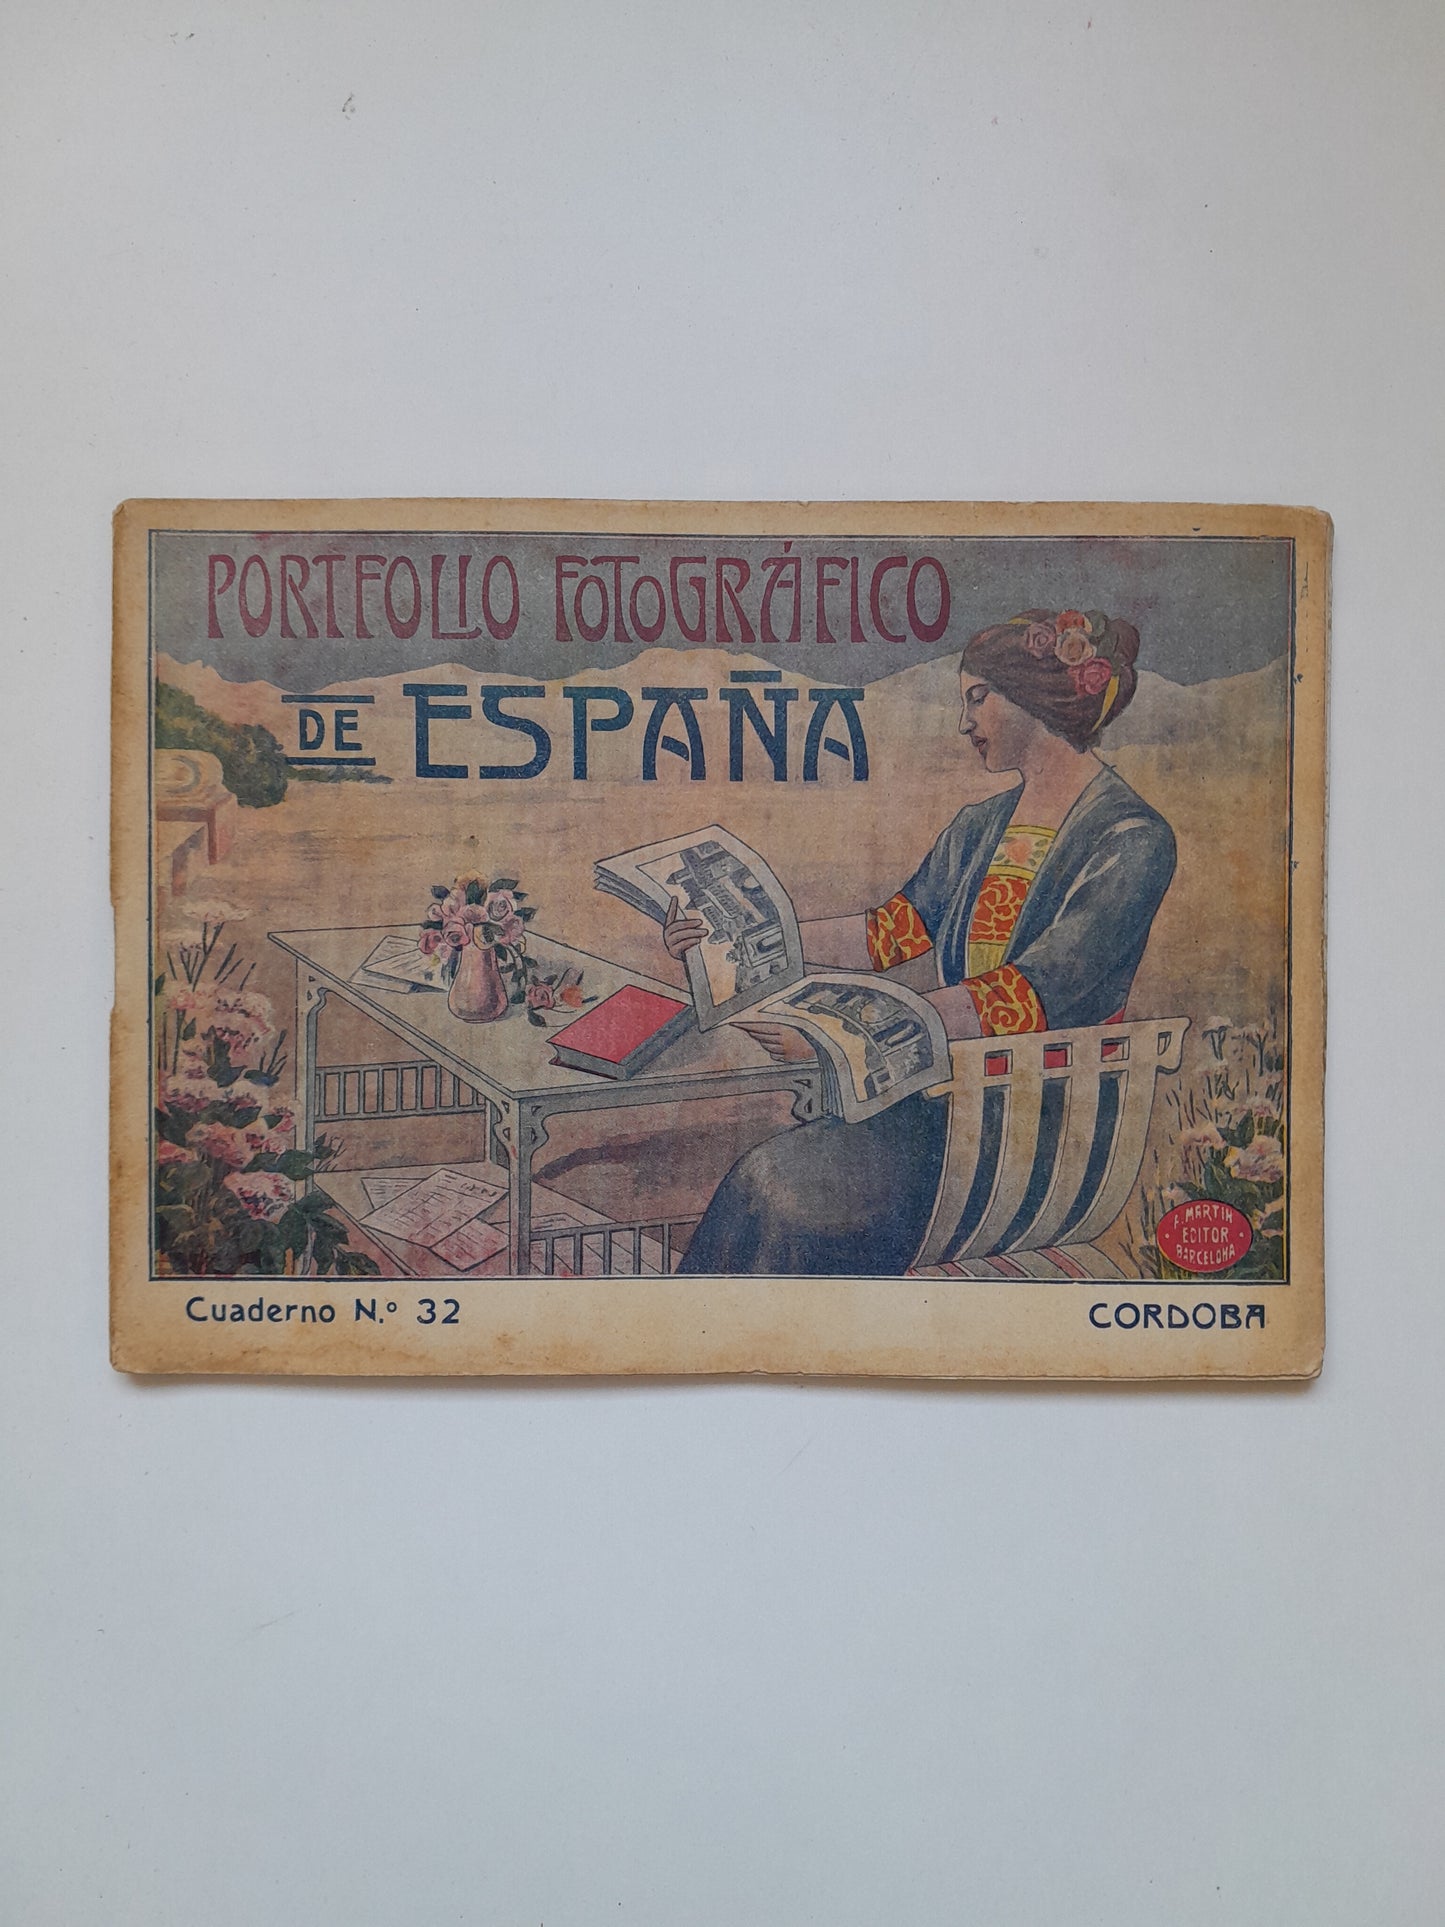 PORTFOLIO FOTOGRÁFICO
DE ESPAÑA
A. MARTIN
EDITOR
BARCELONA
Cuaderno N.º 32
CORDOBA